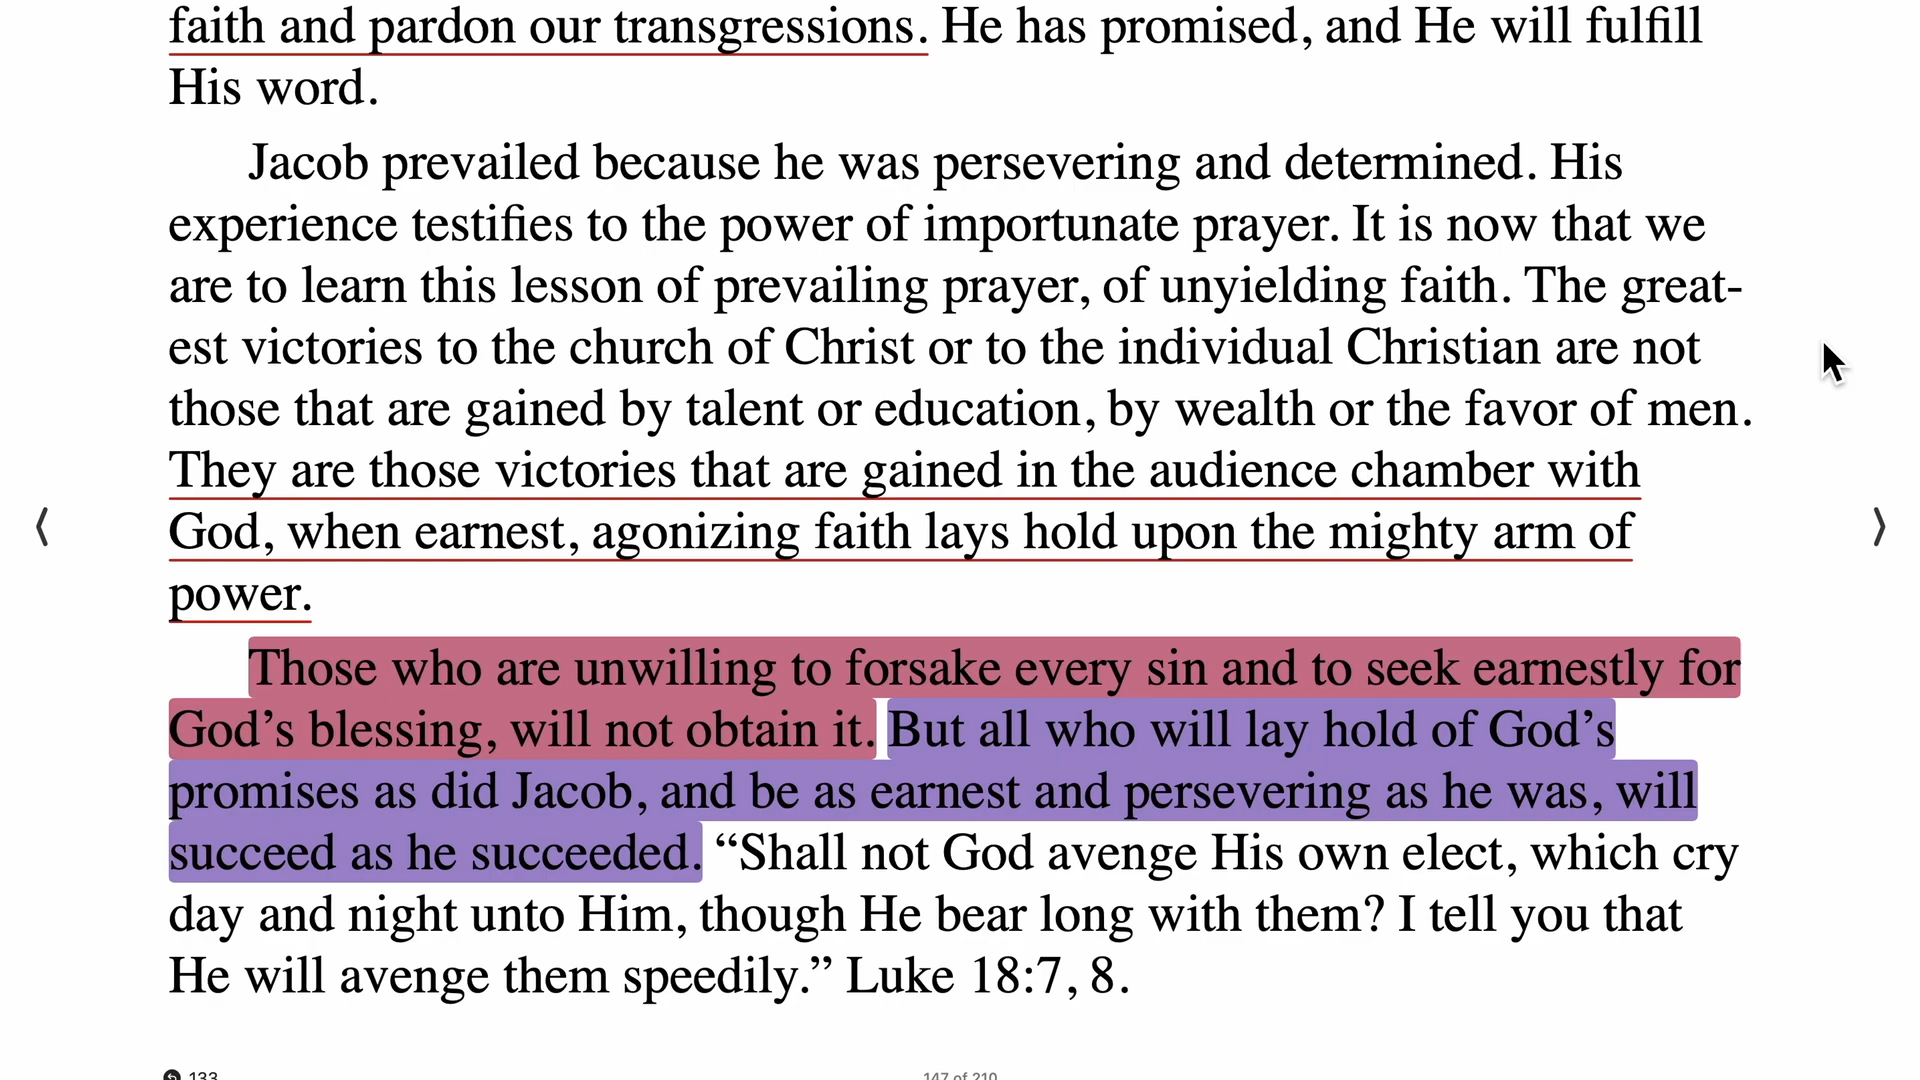 faith and pardon our transgressions. He has promised, and He will fulfill
His word.
Jacob prevailed because he was persevering and determined. His
experience testifies to the power of importunate prayer. It is now that we
are to learn this lesson of prevailing prayer, of unyielding faith. The great-
est victories to the church of Christ or to the individual Christian are not
those that are gained by talent or education, by wealth or the favor of men.
They are those victories that are gained in the audience chamber with
God, when earnest, agonizing faith lays hold upon the mighty arm of
power.
Those who are unwilling to forsake every sin and to seek earnestly for
God’s blessing, will not obtain it. But all who will lay hold of God’s
promises as did Jacob, and be as earnest and persevering as he was, will
succeed as he succeeded. “Shall not God avenge His own elect, which cry
day and night unto Him, though He bear long with them? I tell you that
He will avenge them speedily.” Luke 18:7, 8.
133
147 of 210